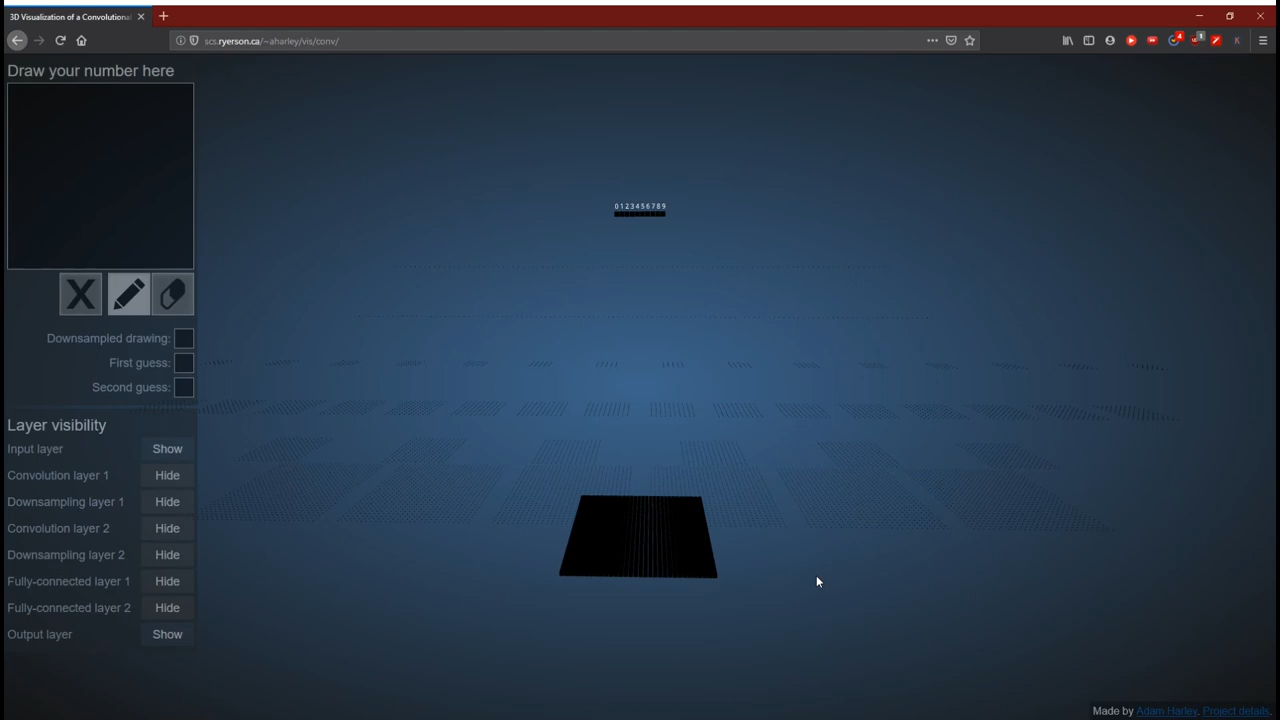 3D Visualization of a Convolutional
scs.ryerson.ca/~aharley/vis/conv/
4
1
K
Draw your number here
0123456789
X
Downsampled drawing:
First guess:
Second guess:
Layer visibility
Input layer Show
Convolution layer 1 Hide
Downsampling layer 1 Hide
Convolution layer 2 Hide
Downsampling layer 2 Hide
Fully-connected layer 1 Hide
Fully-connected layer 2 Hide
Output layer Show
Made by Adam Harley. Project details.